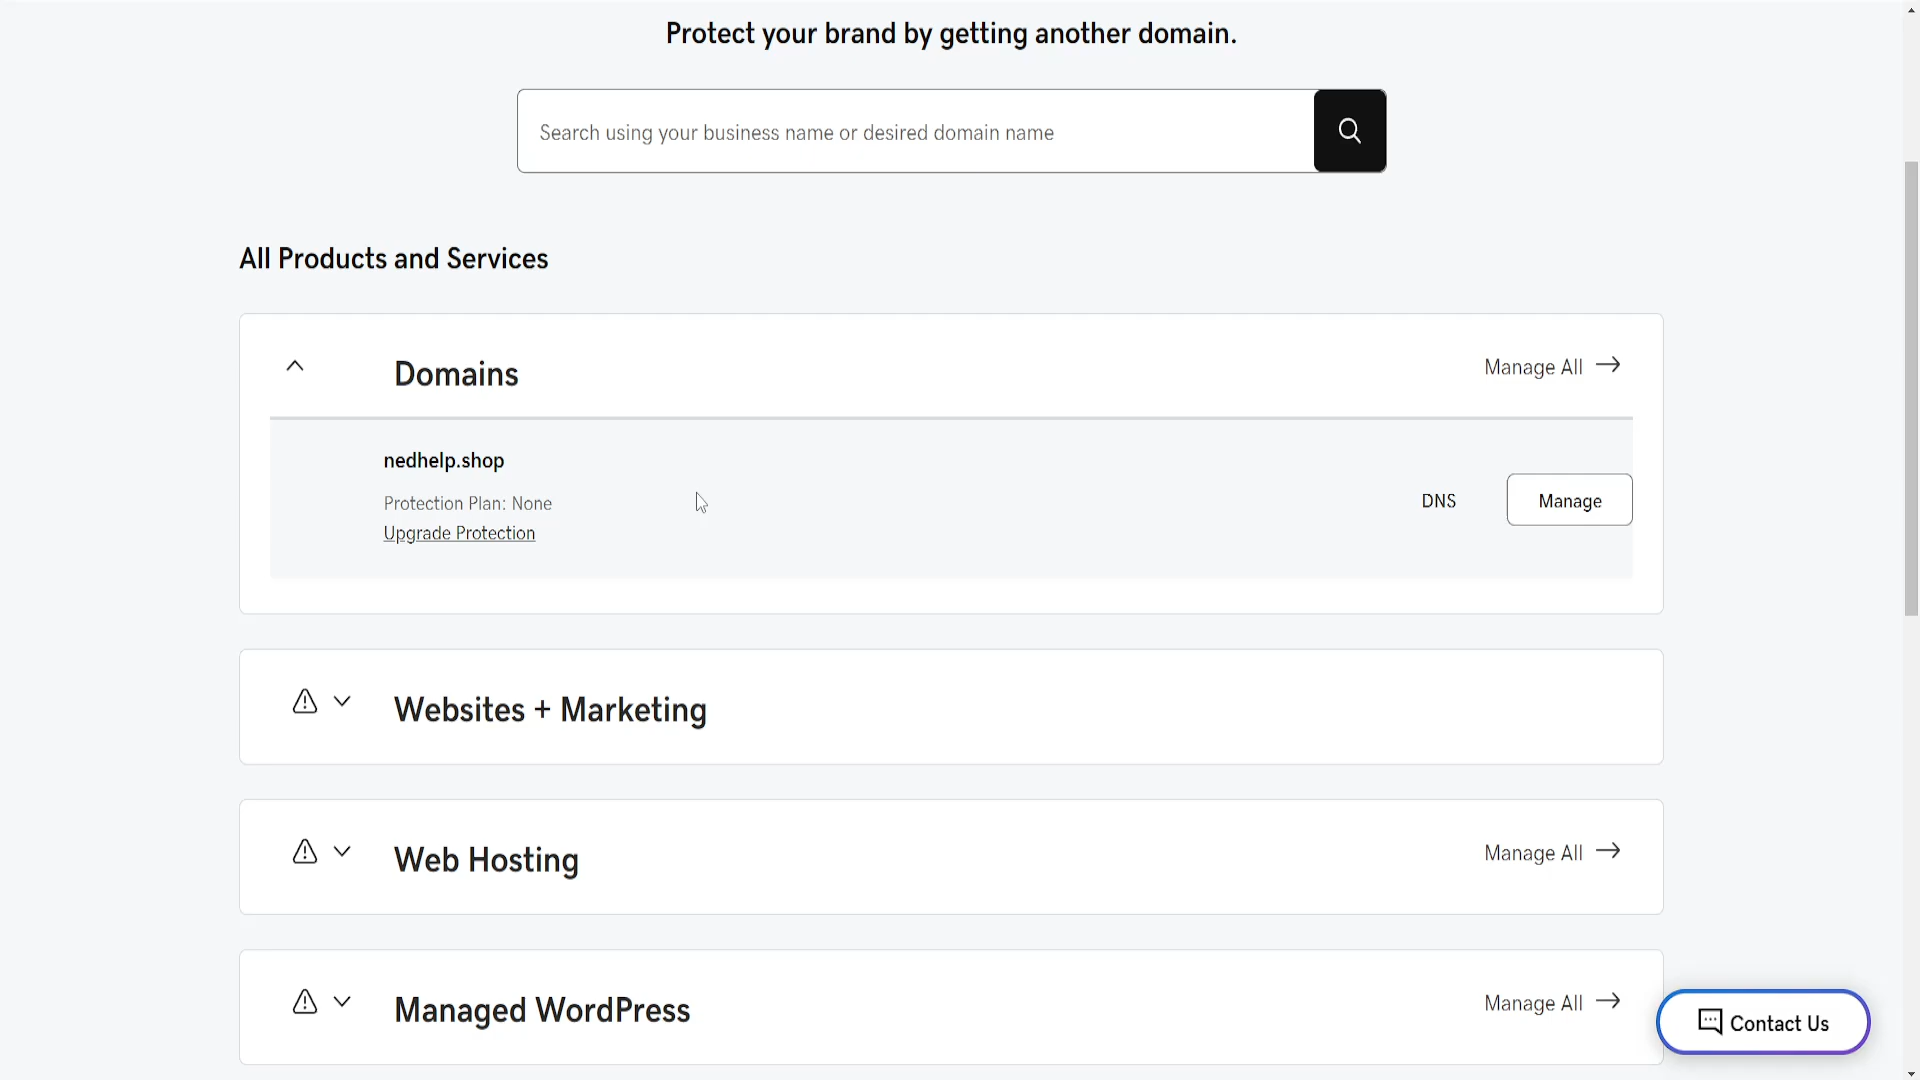 Protect your brand by getting another domain.
Search using your business name or desired domain name
All Products and Services
Domains
Manage All
nedhelp.shop
Protection Plan: None
Upgrade Protection
DNS
Manage
Websites + Marketing
Web Hosting
Manage All
Managed WordPress
Manage All
Contact Us